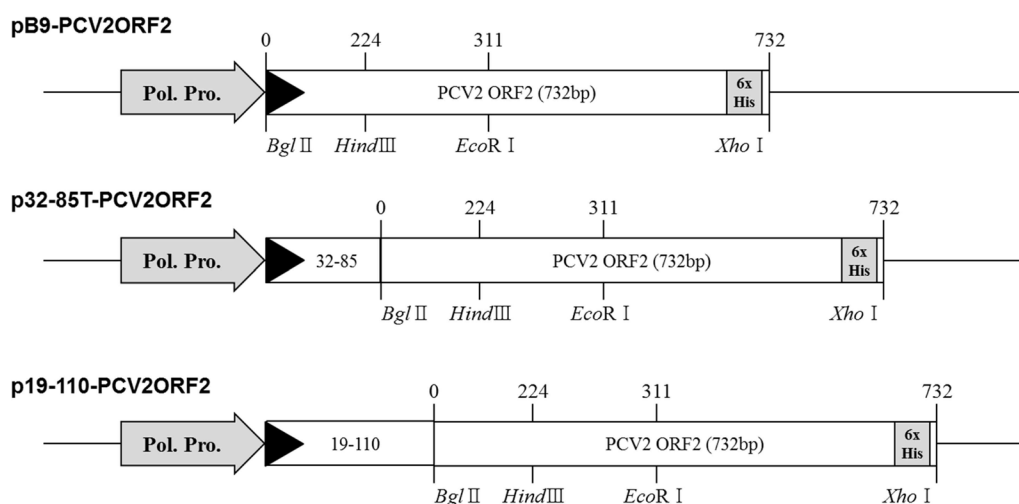 pB9-PCV2ORF2
0 224 311 732
Pol. Pro. PCV2 ORF2 (732bp) 6x
His
Bgl Ⅱ HindⅢ EcoR Ⅰ Xho Ⅰ
p32-85T-PCV2ORF2
0 224 311 732
Pol. Pro. 32-85 PCV2 ORF2 (732bp) 6x
His
Bgl Ⅱ HindⅢ EcoR Ⅰ Xho Ⅰ
p19-110-PCV2ORF2
0 224 311 732
Pol. Pro. 19-110 PCV2 ORF2 (732bp) 6x
His
Bgl Ⅱ HindⅢ EcoR Ⅰ Xho Ⅰ